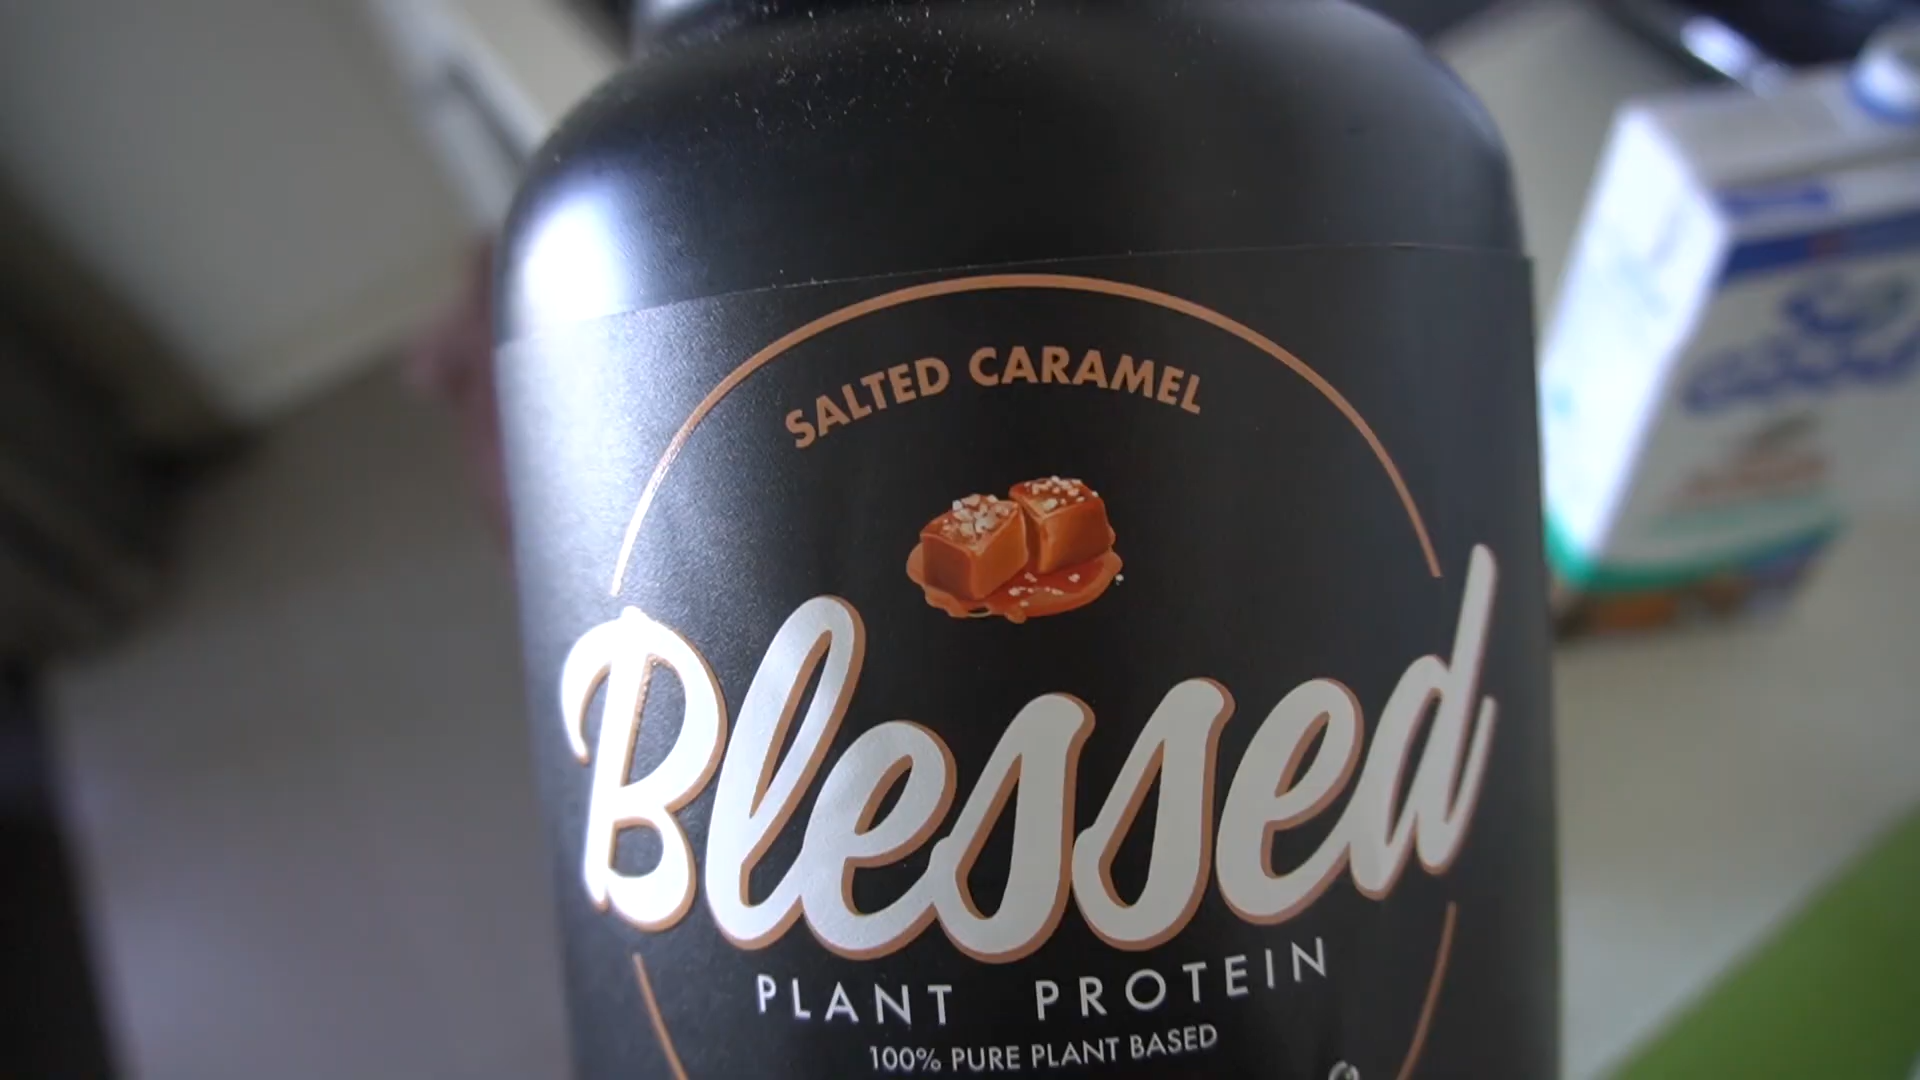 SALTED CARAMEL
Blessed
PLANT PROTEIN
100% PURE PLANT BASED